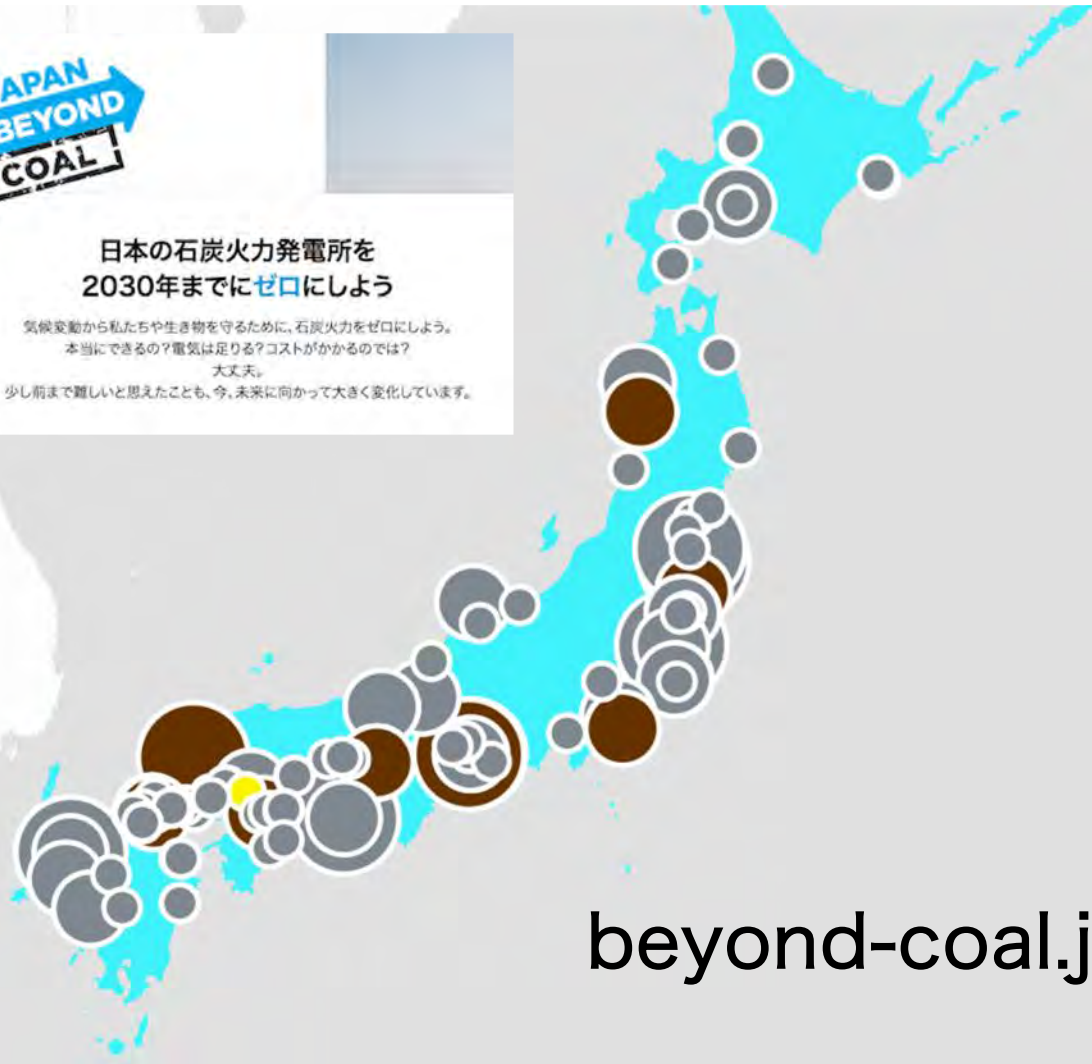 APAN
BEYOND
COAL
日本の石炭火力発電所を
2030年までにゼロにしよう
気候変動から私たちや生き物を守るために、石炭火力をゼロにしよう。
本当にできるの?電気は足りる?コストがかかるのでは?
大丈夫。
少し前まで難しいと思えたことも、今、未来に向かって大きく変化しています。
beyond-coal.j